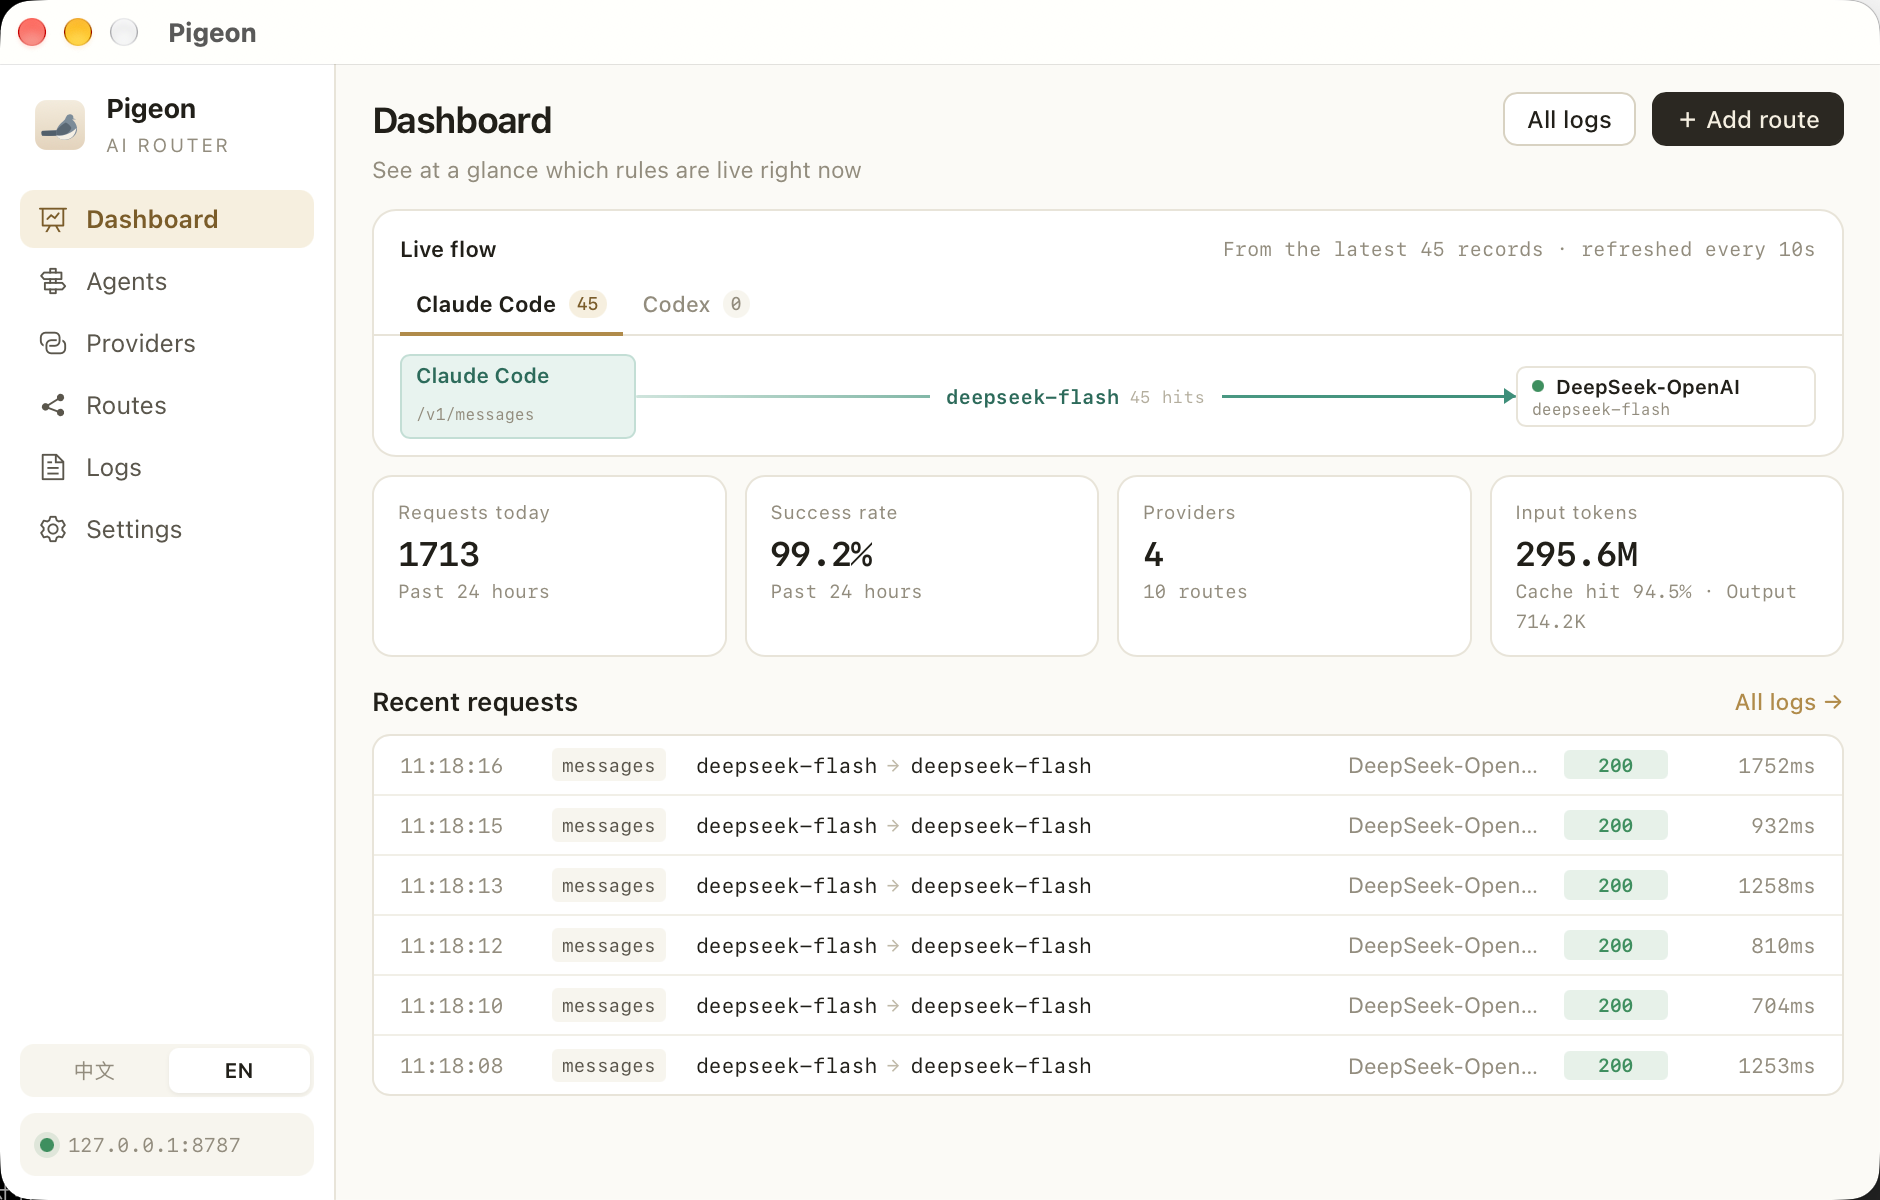 Pigeon
Pigeon
AI ROUTER
Dashboard
Agents
Providers
Routes
Logs
Settings
中文
EN
127.0.0.1:8787
Dashboard
See at a glance which rules are live right now
All logs
+ Add route
Live flow
From the latest 45 records · refreshed every 10s
Claude Code 45
Codex 0
Claude Code
/v1/messages
deepseek-flash 45 hits
DeepSeek-OpenAI
deepseek-flash
Requests today
1713
Past 24 hours
Success rate
99.2%
Past 24 hours
Providers
4
10 routes
Input tokens
295.6M
Cache hit 94.5% · Output
714.2K
Recent requests
All logs →
11:18:16 messages deepseek-flash → deepseek-flash DeepSeek-Open... 200 1752ms
11:18:15 messages deepseek-flash → deepseek-flash DeepSeek-Open... 200 932ms
11:18:13 messages deepseek-flash → deepseek-flash DeepSeek-Open... 200 1258ms
11:18:12 messages deepseek-flash → deepseek-flash DeepSeek-Open... 200 810ms
11:18:10 messages deepseek-flash → deepseek-flash DeepSeek-Open... 200 704ms
11:18:08 messages deepseek-flash → deepseek-flash DeepSeek-Open... 200 1253ms